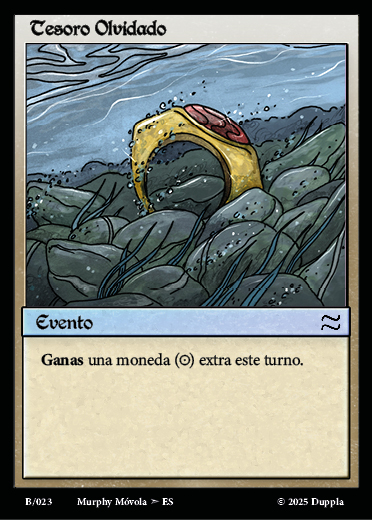 Tesoro Olvidado
Evento
Ganas una moneda (⊙) extra este turno.
B/023 Murphy Móvola ➣ ES © 2025 Duppla